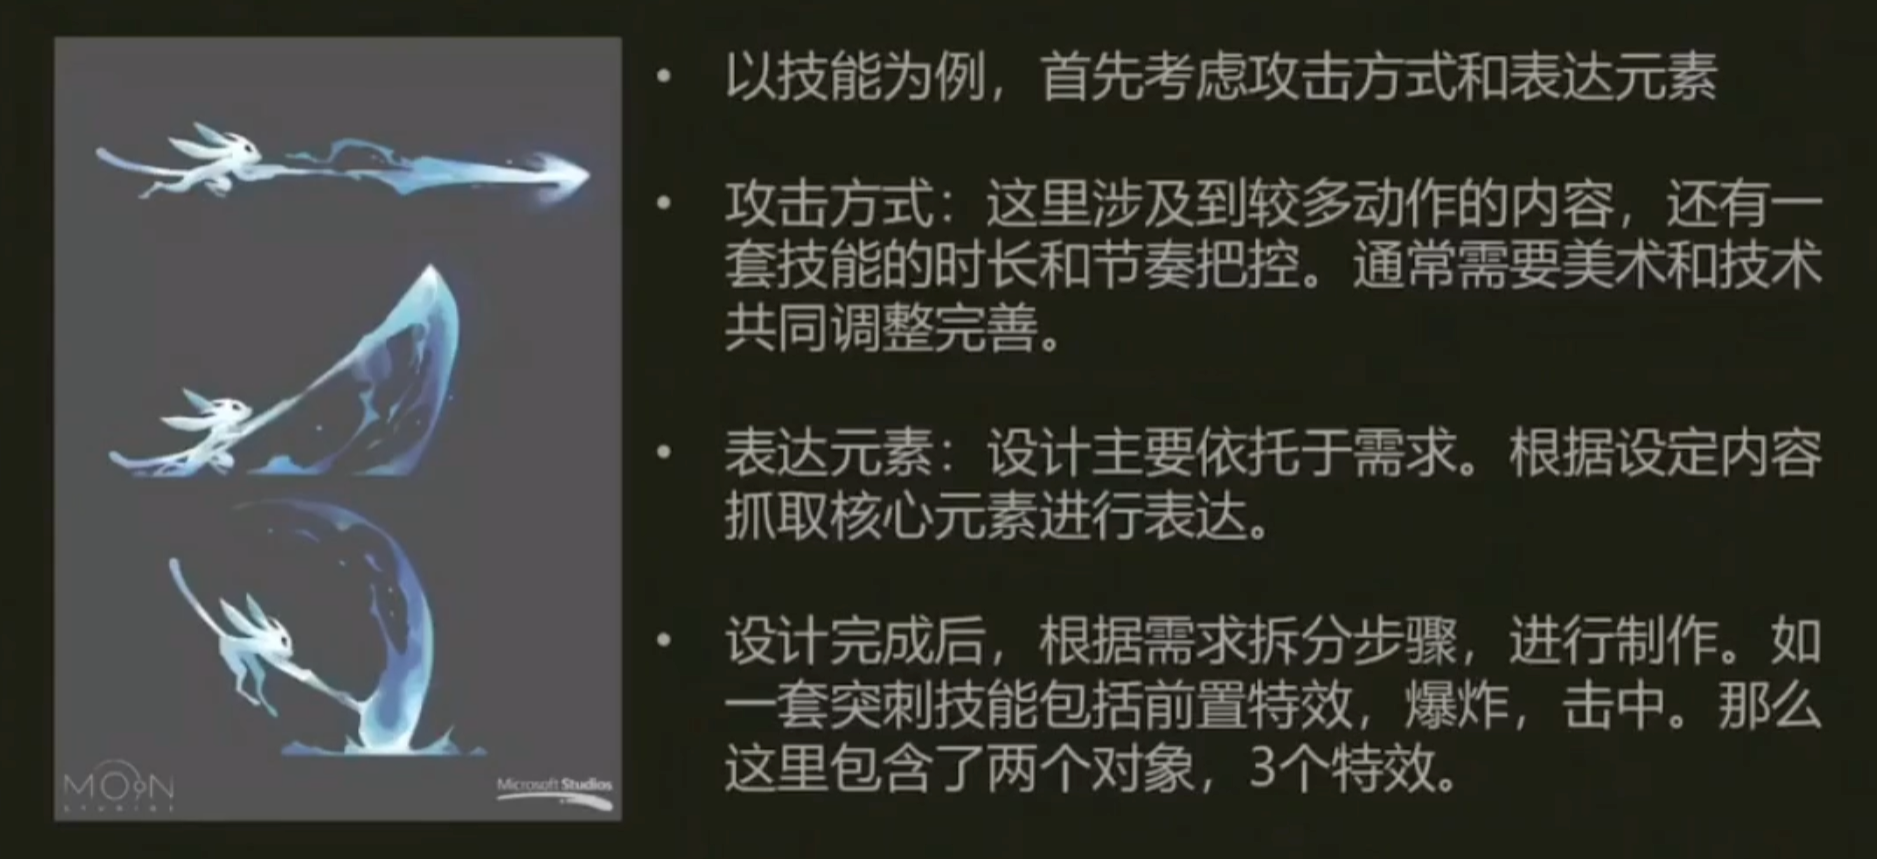 以技能为例，首先考虑攻击方式和表达元素
攻击方式：这里涉及到较多动作的内容，还有一
套技能的时长和节奏把控。通常需要美术和技术
共同调整完善。
表达元素：设计主要依托于需求。根据设定内容
抓取核心元素进行表达。
设计完成后，根据需求拆分步骤，进行制作。如
一套突刺技能包括前置特效，爆炸，击中。那么
这里包含了两个对象，3个特效。
MOON
STUDIOS
Microsoft Studios